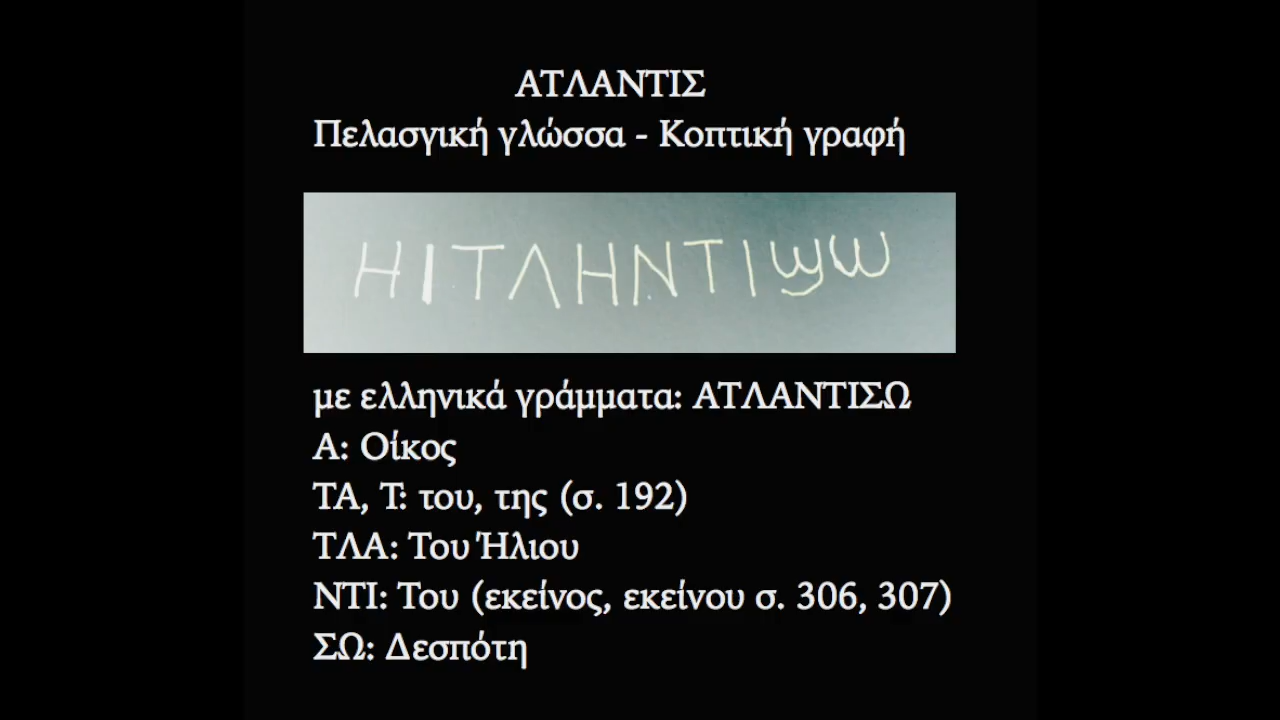 ΑΤΛΑΝΤΙΣ
Πελασγική γλώσσα - Κοπτική γραφή
ΗΙΤΛΗΝΤΙϣω
με ελληνικά γράμματα: ΑΤΛΑΝΤΙΣΩ
Α: Οίκος
ΤΑ, Τ: του, της (σ. 192)
ΤΛΑ: Του Ήλιου
ΝΤΙ: Του (εκείνος, εκείνου σ. 306, 307)
ΣΩ: Δεσπότη